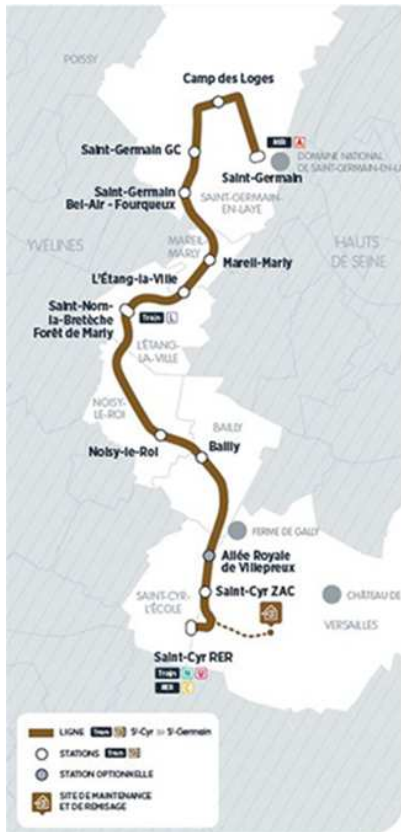 POISSY
Camp des Loges
RER A
Saint-Germain GC
DOMAINE NATIONAL
DE SAINT-GERMAIN-EN-LA
Saint-Germain
Saint-Germain
Bel-Air - Fourqueux
SAINT-GERMAIN-
EN-LAYE
YVELINES
MAREIL-
MARLY
HAUTS
DE SEINE
Mareil-Marly
L'Étang-la-Ville
Saint-Nom-
la-Bretèche
Forêt de Marly
Train L
L'ÉTANG-
LA-VILLE
NOISY-
LE-ROI
BAILLY
Noisy-le-Roi
Bailly
FERME DE GALLY
Allée Royale
de Villepreux
SAINT-CYR-
L'ÉCOLE
Saint-Cyr ZAC
CHÂTEAU DE
VERSAILLES
Saint-Cyr RER
Train N U
RER C
LIGNE Train St-Cyr St-Germain
STATIONS Train
STATION OPTIONNELLE
SITE DE MAINTENANCE
ET DE REMISAGE